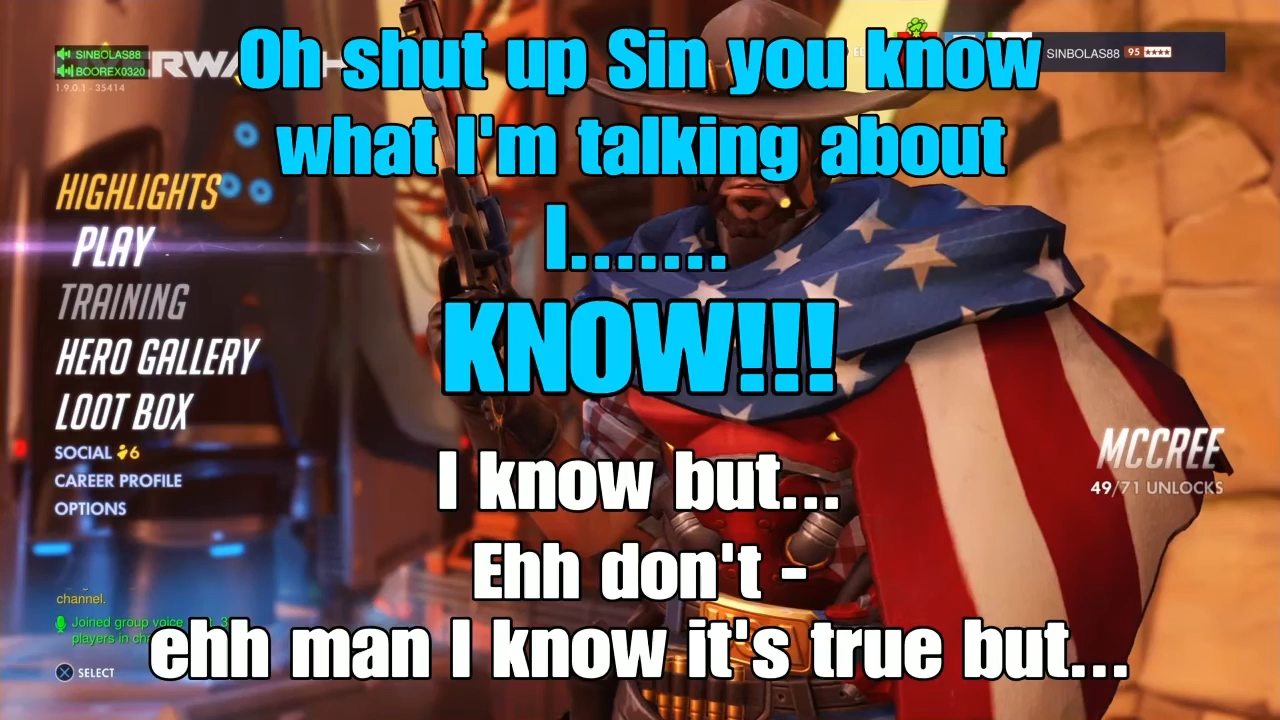 Oh shut up Sin you know
what I'm talking about
I.......
KNOW!!!
I know but...
Ehh don't -
ehh man I know it's true but...
SINBOLAS88
BOOREX0320
1.9.0.1 - 35414
SINBOLAS88 95
HIGHLIGHTS
PLAY
TRAINING
HERO GALLERY
LOOT BOX
SOCIAL 6
CAREER PROFILE
OPTIONS
channel.
Joined group voice
players in
SELECT
MCCREE
49/71 UNLOCKS